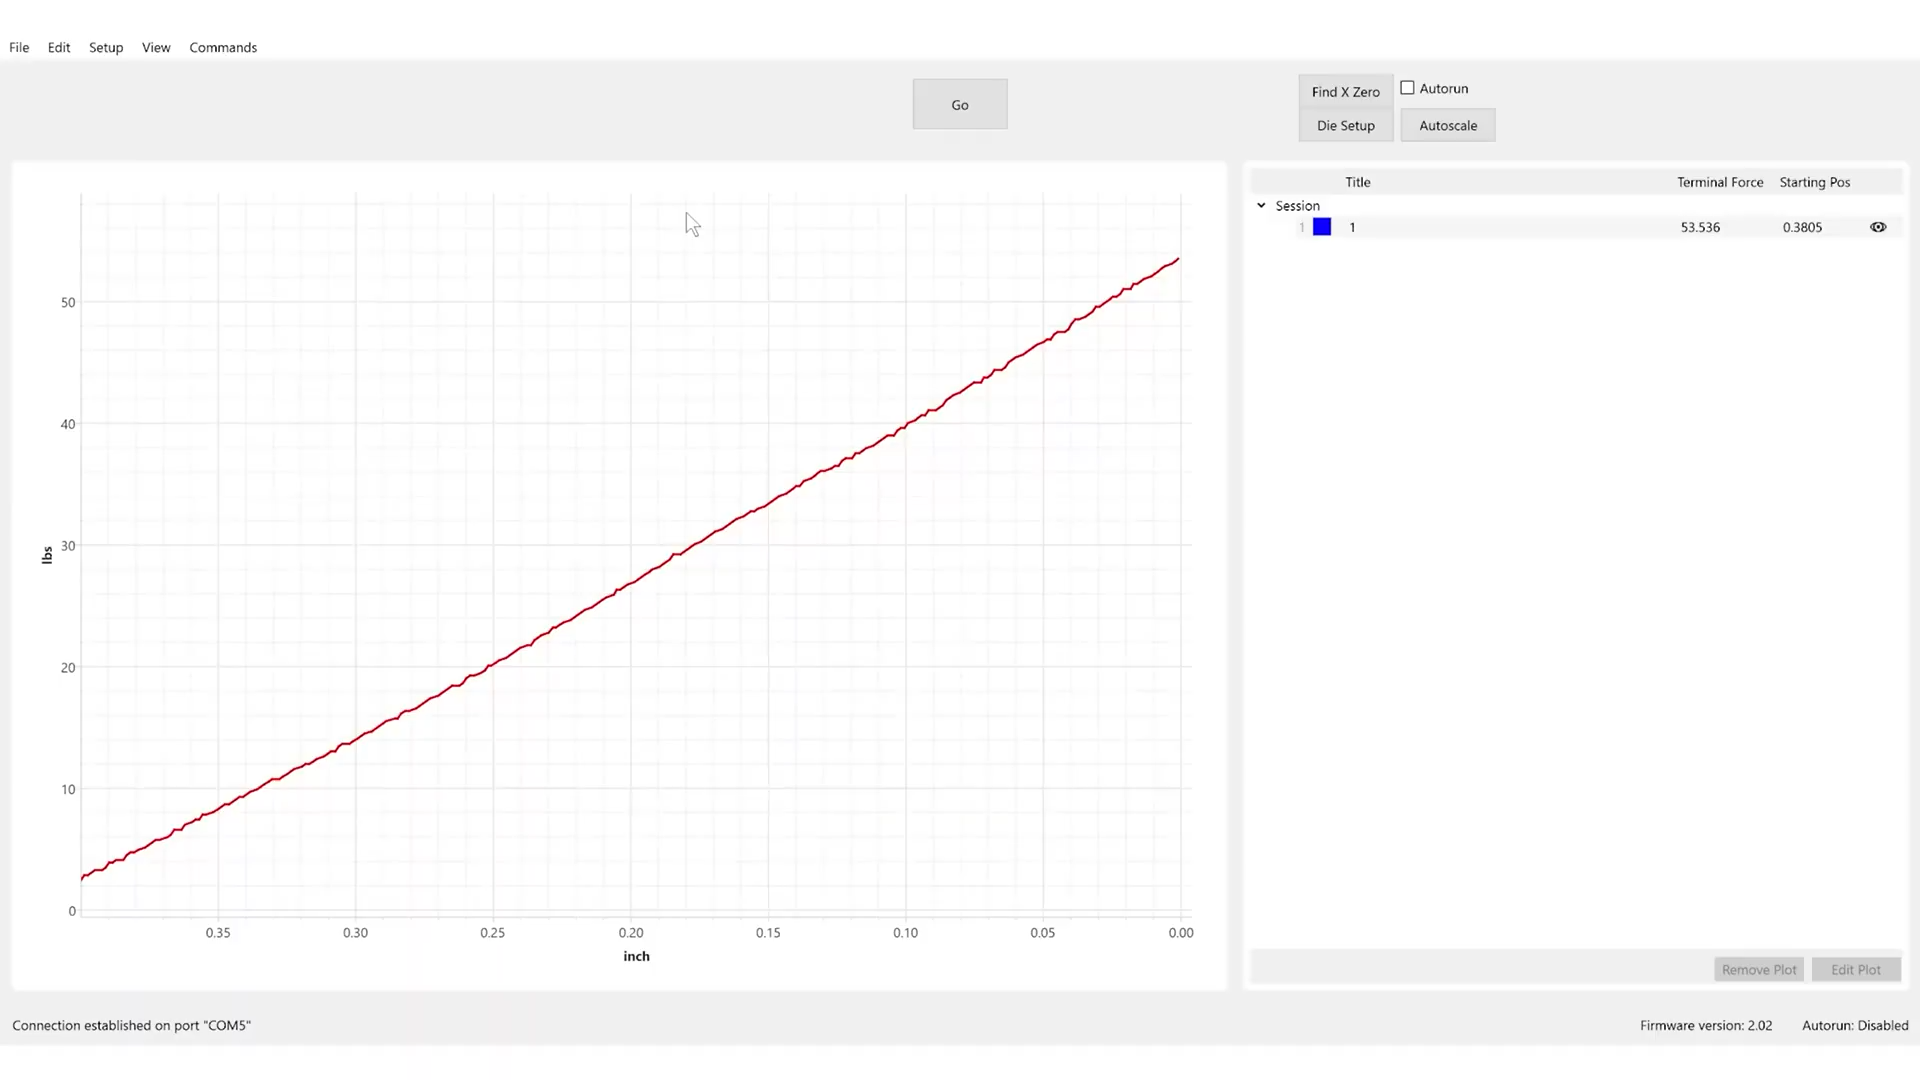 File Edit Setup View Commands
Go
Find X Zero
Autorun
Die Setup
Autoscale
Title Terminal Force Starting Pos
Session
1 1 53.536 0.3805
50
40
30
20
10
0
lbs
0.35 0.30 0.25 0.20 0.15 0.10 0.05 0.00
inch
Remove Plot Edit Plot
Connection established on port "COM5"
Firmware version: 2.02 Autorun: Disabled